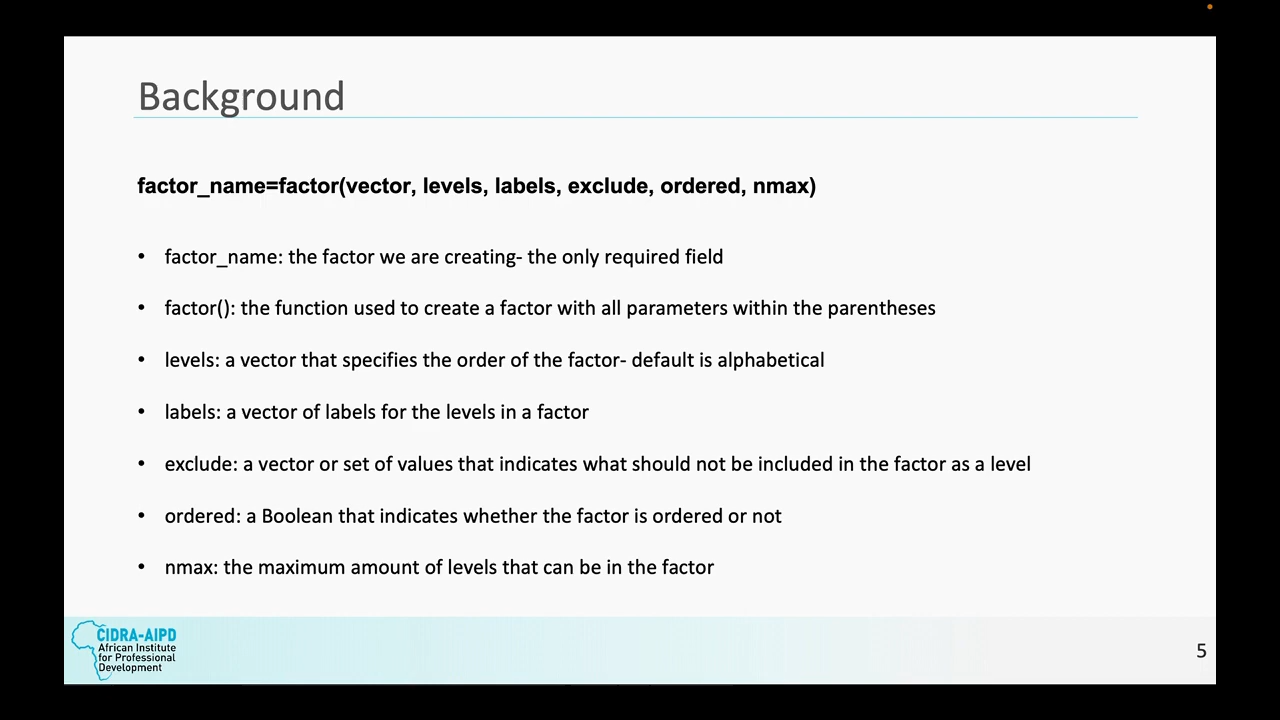 Background
factor_name=factor(vector, levels, labels, exclude, ordered, nmax)
• factor_name: the factor we are creating- the only required field
• factor(): the function used to create a factor with all parameters within the parentheses
• levels: a vector that specifies the order of the factor- default is alphabetical
• labels: a vector of labels for the levels in a factor
• exclude: a vector or set of values that indicates what should not be included in the factor as a level
• ordered: a Boolean that indicates whether the factor is ordered or not
• nmax: the maximum amount of levels that can be in the factor
CIDRA-AIPD
African Institute
for Professional
Development
5